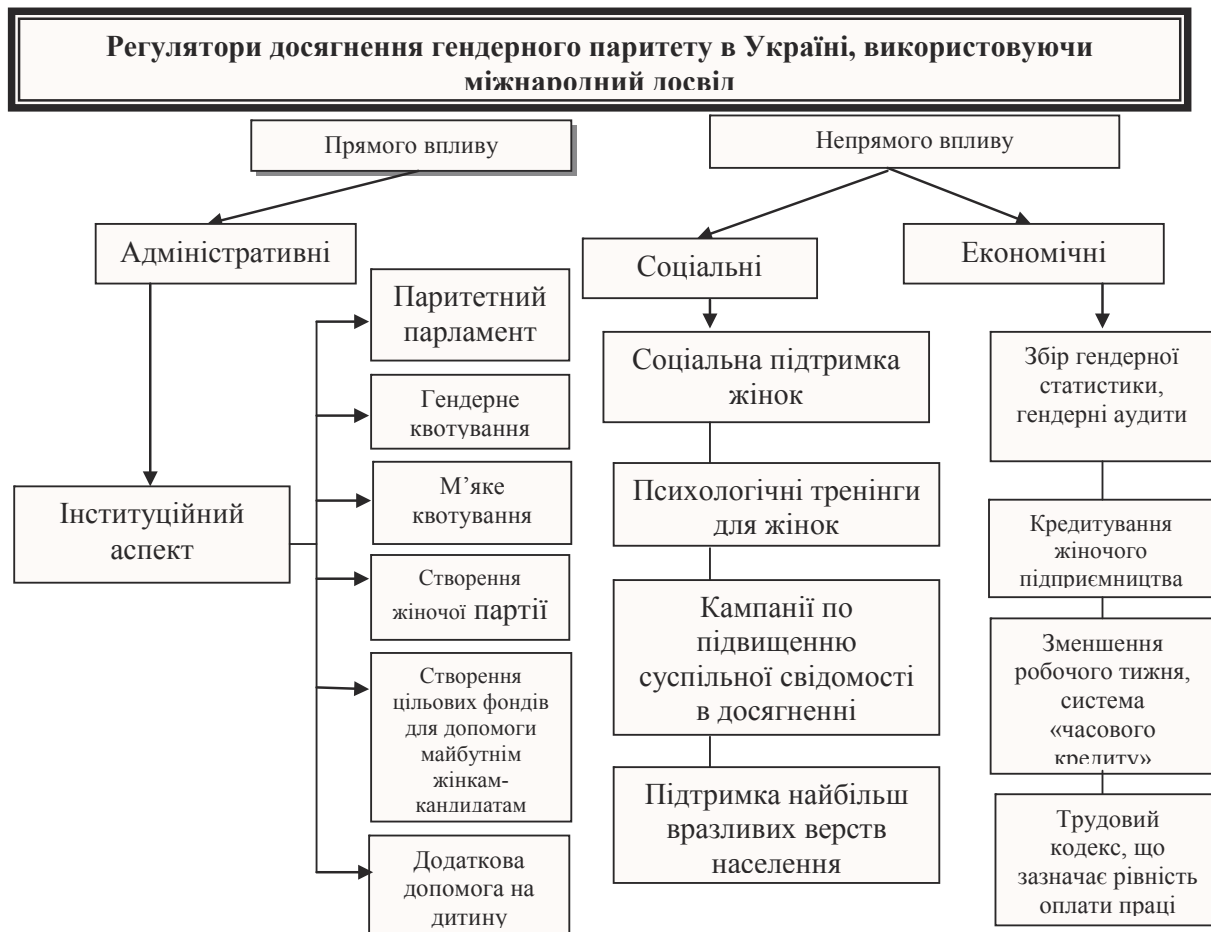 Регулятори досягнення гендерного паритету в Україні, використовуючи
міжнародний досвід
Прямого впливу
Непрямого впливу
Адміністративні
Соціальні
Економічні
Інституційний
аспект
Паритетний
парламент
Гендерне
квотування
М’яке
квотування
Створення
жіночої партії
Створення
цільових фондів
для допомоги
майбутнім
жінкам-
кандидатам
Додаткова
допомога на
дитину
Соціальна підтримка
жінок
Психологічні тренінги
для жінок
Кампанії по
підвищенню
суспільної свідомості
в досягненні
Підтримка найбільш
вразливих верств
населення
Збір гендерної
статистики,
гендерні аудити
Кредитування
жіночого
підприємництва
Зменшення
робочого тижня,
система
«часового
кредиту»
Трудовий
кодекс, що
зазначає рівність
оплати праці